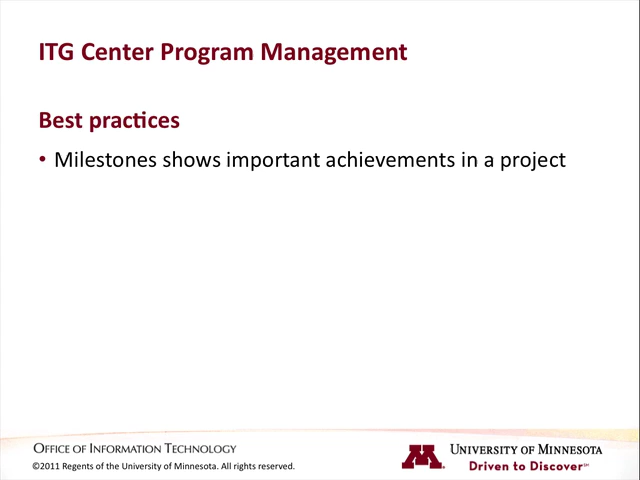 ITG Center Program Management
Best practices
• Milestones shows important achievements in a project
OFFICE OF INFORMATION TECHNOLOGY
©2011 Regents of the University of Minnesota. All rights reserved.
M
UNIVERSITY OF MINNESOTA
Driven to Discover℠